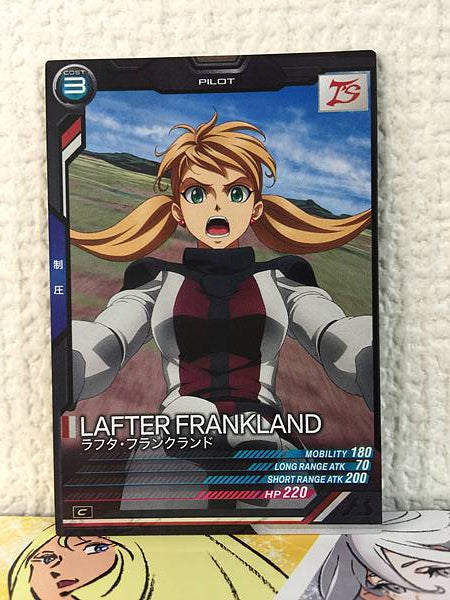 COST
3
PILOT
TS
制圧
LAFTER FRANKLAND
ラフタ・フランクランド
MOBILITY 180
LONG RANGE ATK 70
SHORT RANGE ATK 200
HP 220
C